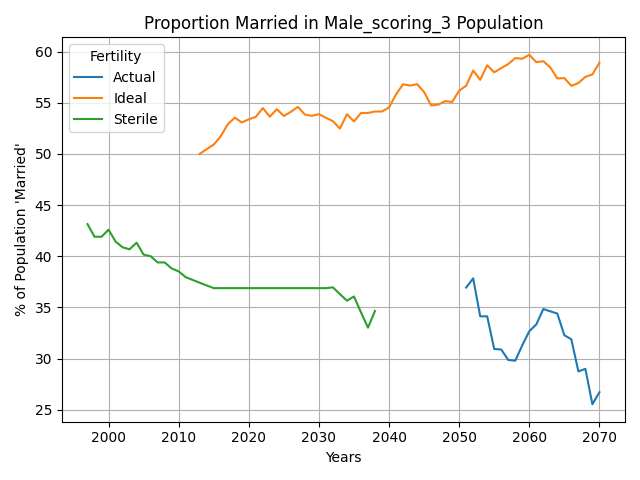 Proportion Married in Male_scoring_3 Population
% of Population 'Married'
60
55
50
45
40
35
30
25
Fertility
Actual
Ideal
Sterile
2000 2010 2020 2030 2040 2050 2060 2070
Years